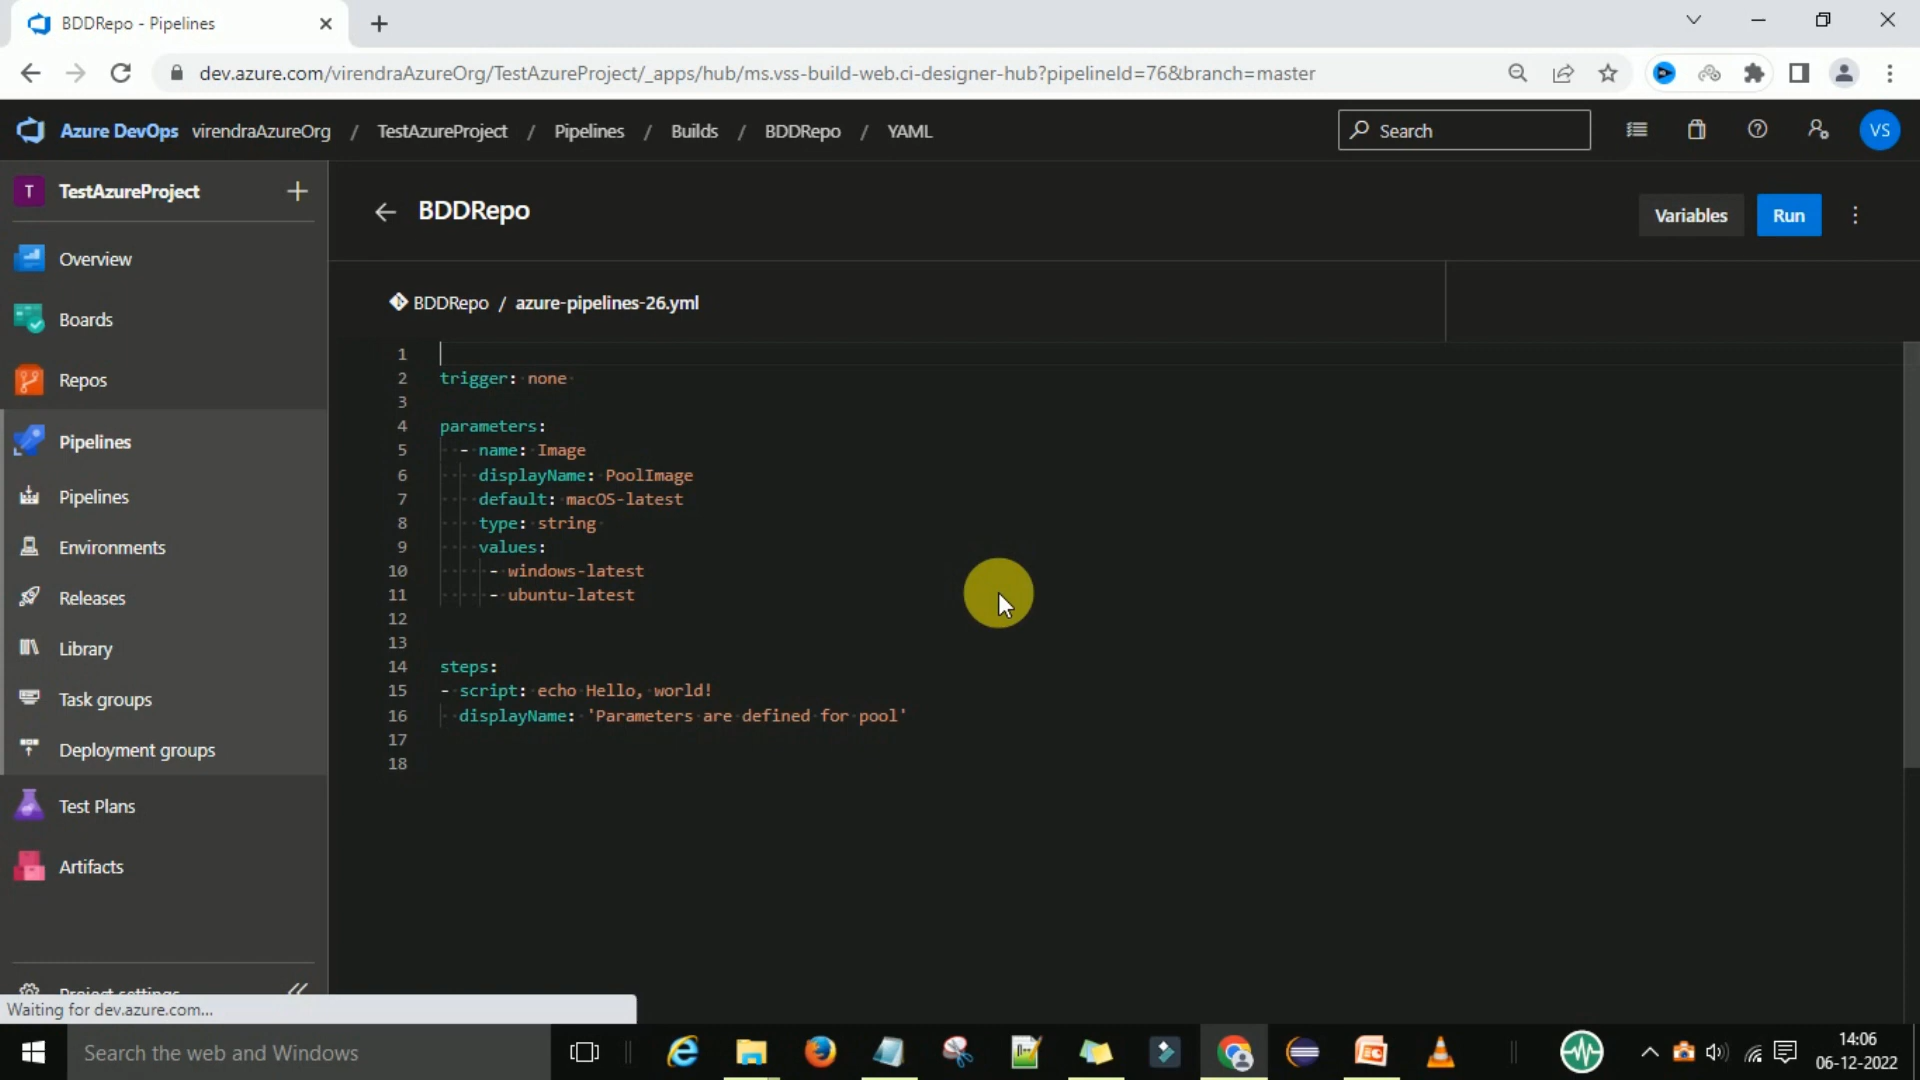 BDDRepo - Pipelines
dev.azure.com/virendraAzureOrg/TestAzureProject/_apps/hub/ms.vss-build-web.ci-designer-hub?pipelineId=76&branch=master
Azure DevOps virendraAzureOrg / TestAzureProject / Pipelines / Builds / BDDRepo / YAML
Search
VS
T TestAzureProject
Overview
Boards
Repos
Pipelines
Pipelines
Environments
Releases
Library
Task groups
Deployment groups
Test Plans
Artifacts
Project settings
BDDRepo
Variables
Run
BDDRepo / azure-pipelines-26.yml
1
2 trigger: none
3
4 parameters:
5 - name: Image
6 displayName: PoolImage
7 default: macOS-latest
8 type: string
9 values:
10 - windows-latest
11 - ubuntu-latest
12
13
14 steps:
15 - script: echo Hello, world!
16 displayName: 'Parameters are defined for pool'
17
18
Waiting for dev.azure.com...
Search the web and Windows
14:06
06-12-2022